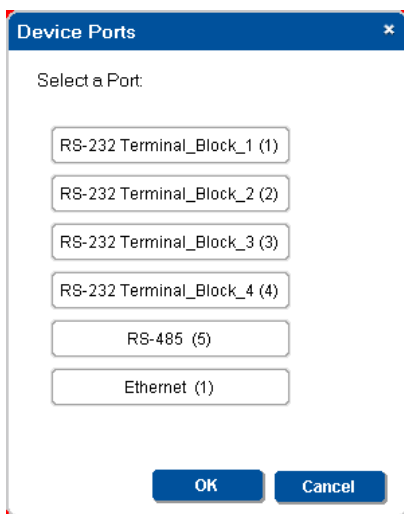 Device Ports ×
Select a Port:
RS-232 Terminal_Block_1 (1)
RS-232 Terminal_Block_2 (2)
RS-232 Terminal_Block_3 (3)
RS-232 Terminal_Block_4 (4)
RS-485 (5)
Ethernet (1)
OK Cancel